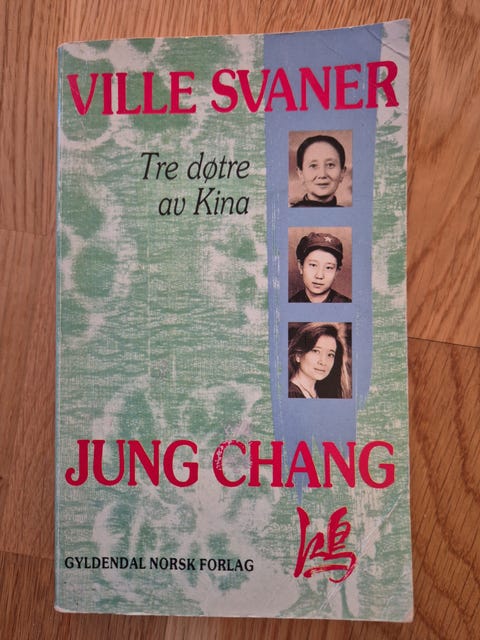 VILLE SVANER
Tre døtre
av Kina
JUNG CHANG
鴻
GYLDENDAL NORSK FORLAG